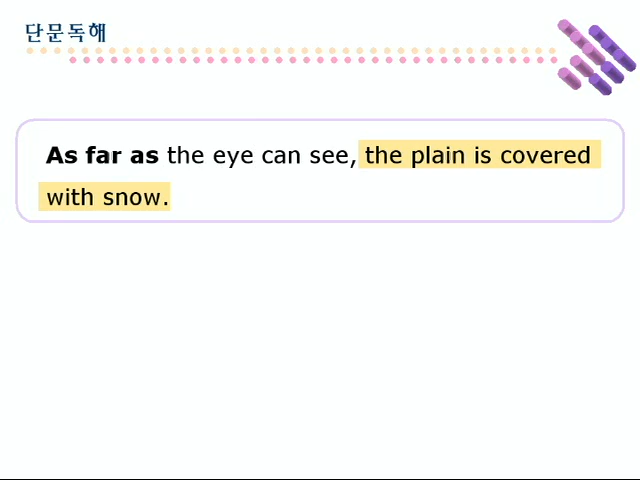 단문독해
As far as the eye can see, the plain is covered
with snow.